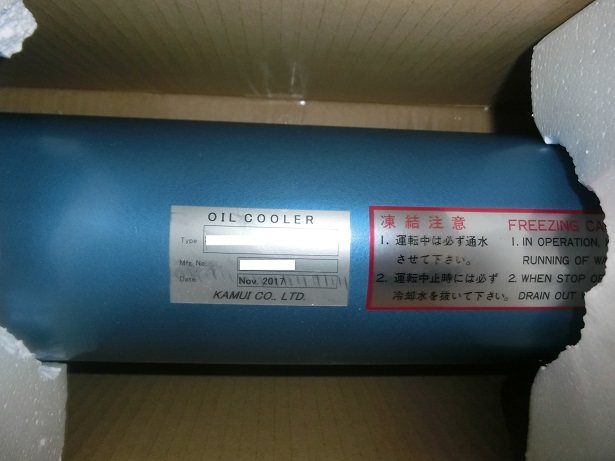 OIL COOLER
Type
Mfg. No.
Date Nov. 2017
KAMUI CO., LTD.
凍結注意
1. 運転中は必ず通水
させて下さい。
2. 運転中止時には必ず
冷却水を抜いて下さい。
FREEZING
1. IN OPERATION,
RUNNING OF
2. WHEN STOP
DRAIN OUT